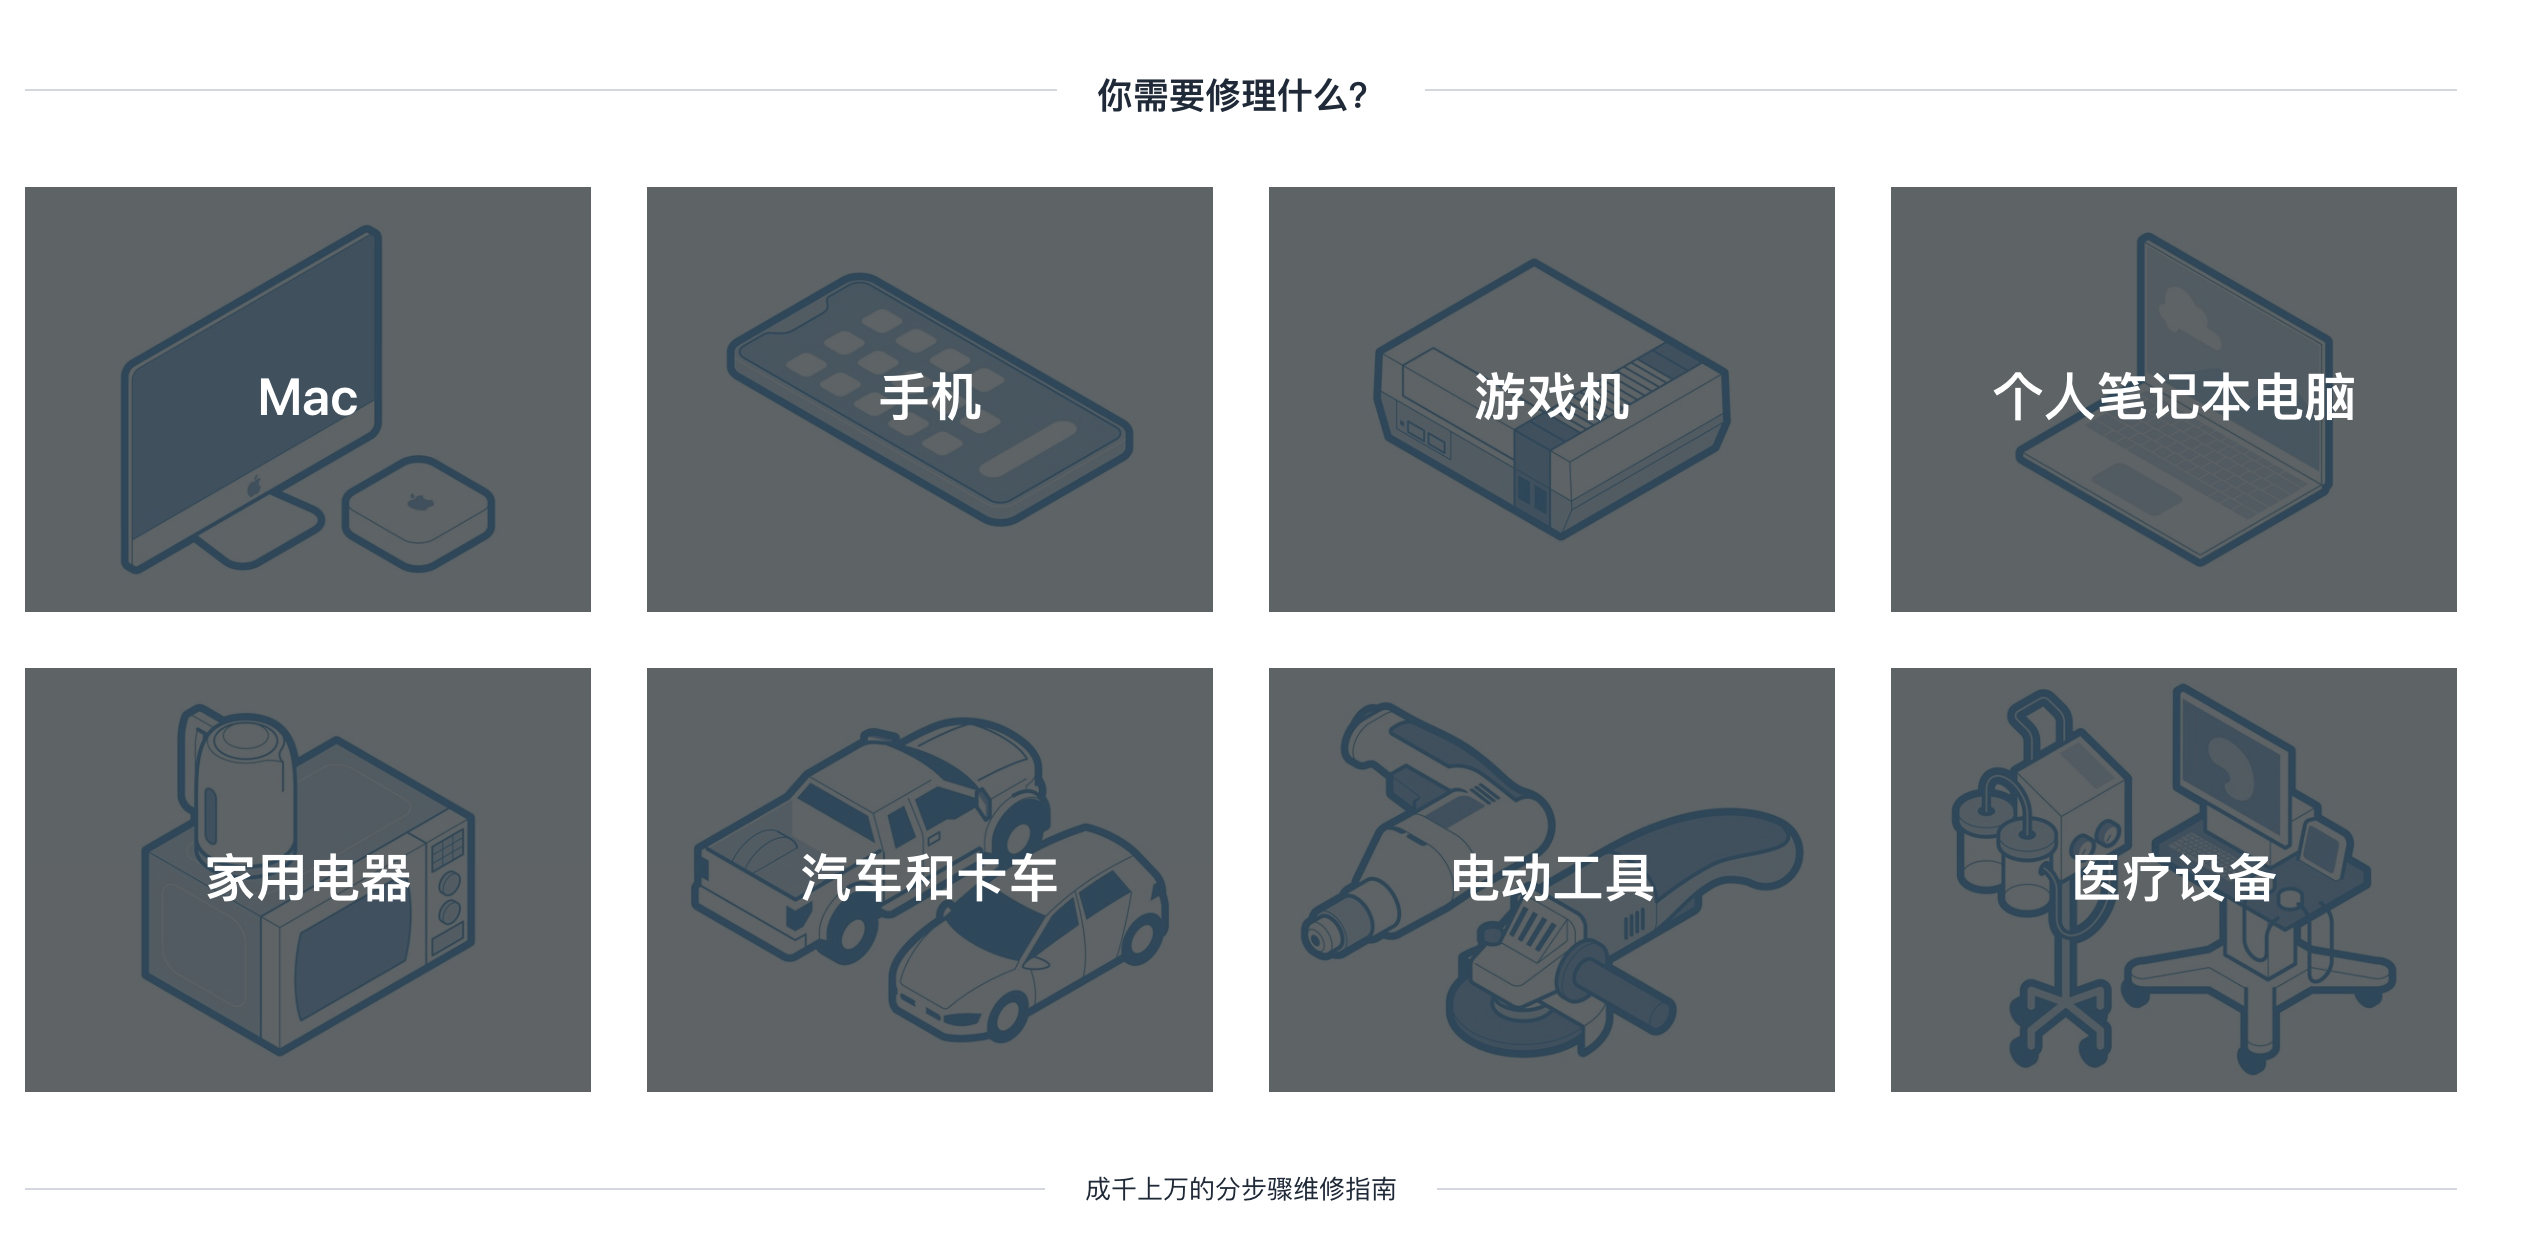 你需要修理什么?
Mac
手机
游戏机
个人笔记本电脑
家用电器
汽车和卡车
电动工具
医疗设备
成千上万的分步骤维修指南